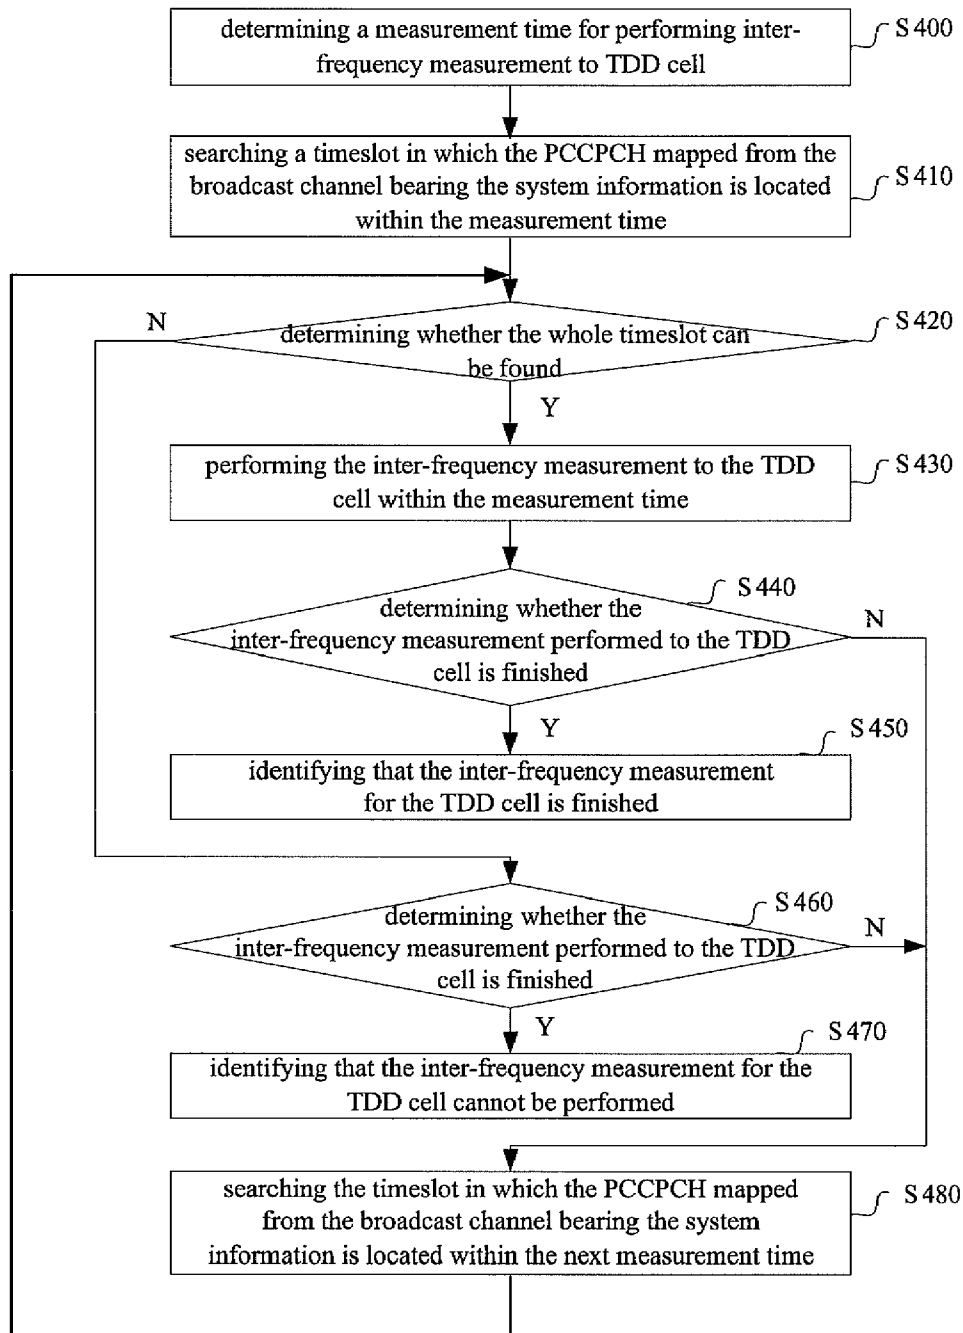 determining a measurement time for performing inter-
frequency measurement to TDD cell
S400
searching a timeslot in which the PCCPCH mapped from the
broadcast channel bearing the system information is located
within the measurement time
S410
N
determining whether the whole timeslot can
be found
S420
Y
performing the inter-frequency measurement to the TDD
cell within the measurement time
S430
S440
determining whether the
inter-frequency measurement performed to the TDD
cell is finished
N
Y
S450
identifying that the inter-frequency measurement
for the TDD cell is finished
S460
determining whether the
inter-frequency measurement performed to the TDD
cell is finished
N
Y
S470
identifying that the inter-frequency measurement for the
TDD cell cannot be performed
searching the timeslot in which the PCCPCH mapped
from the broadcast channel bearing the system
information is located within the next measurement time
S480